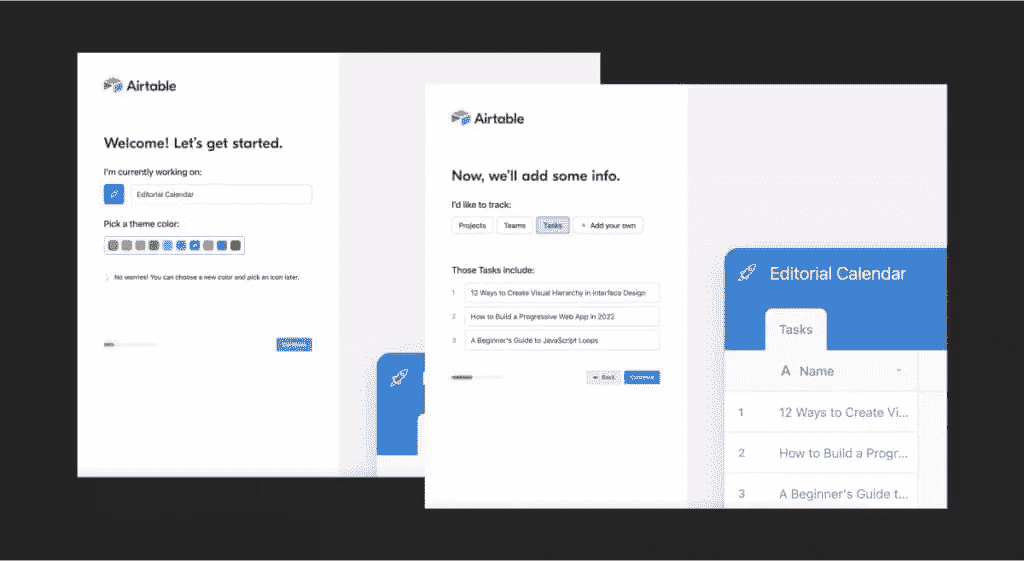 Airtable
Welcome! Let's get started.
I'm currently working on:
Editorial Calendar
Pick a theme color:
No worries! You can choose a new color and pick an icon later.
Continue
Airtable
Now, we'll add some info.
I'd like to track:
Projects Teams Tasks + Add your own
Those Tasks include:
1 12 Ways to Create Visual Hierarchy in Interface Design
2 How to Build a Progressive Web App in 2022
3 A Beginner's Guide to JavaScript Loops
← Back Continue
Editorial Calendar
Tasks
A Name
1 12 Ways to Create Vi...
2 How to Build a Progr...
3 A Beginner's Guide t...